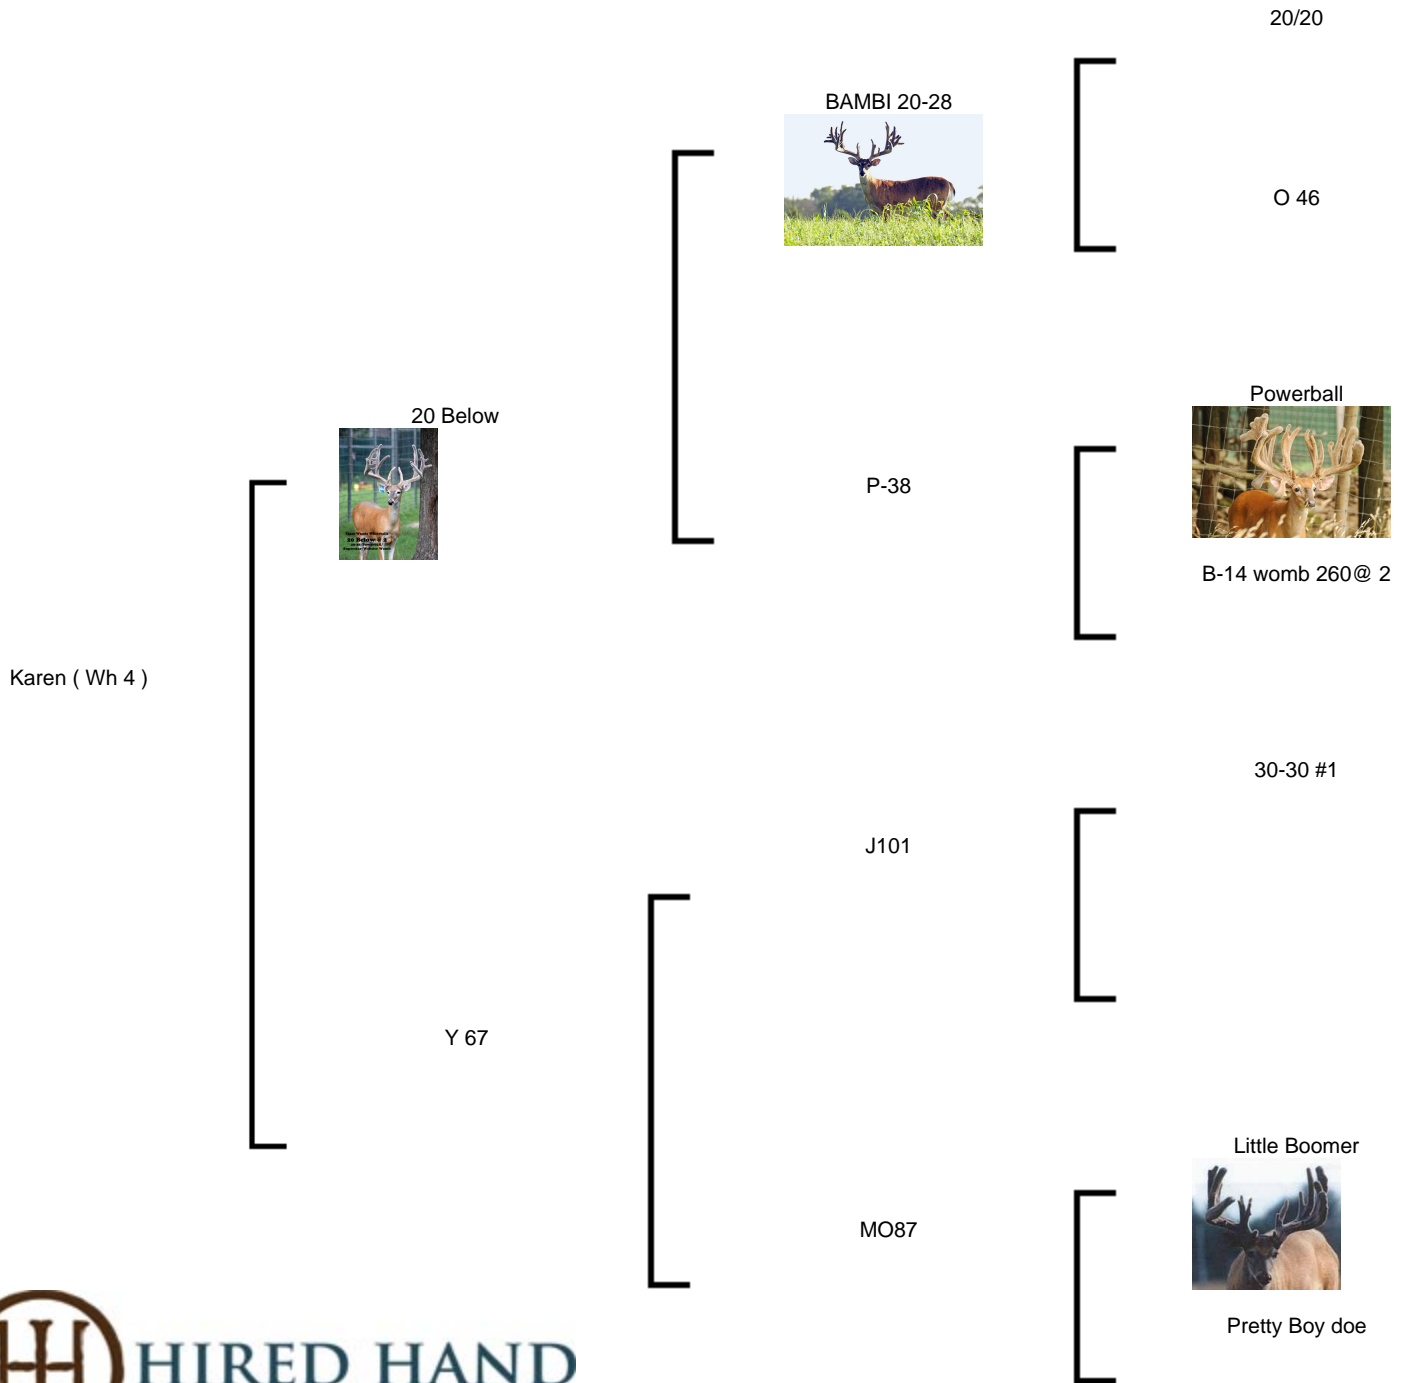 20/20
BAMBI 20-28
O 46
Powerball
20 Below
P-38
B-14 womb 260@ 2
Karen ( Wh 4 )
30-30 #1
J101
Y 67
Little Boomer
MO87
Pretty Boy doe
HIRED HAND